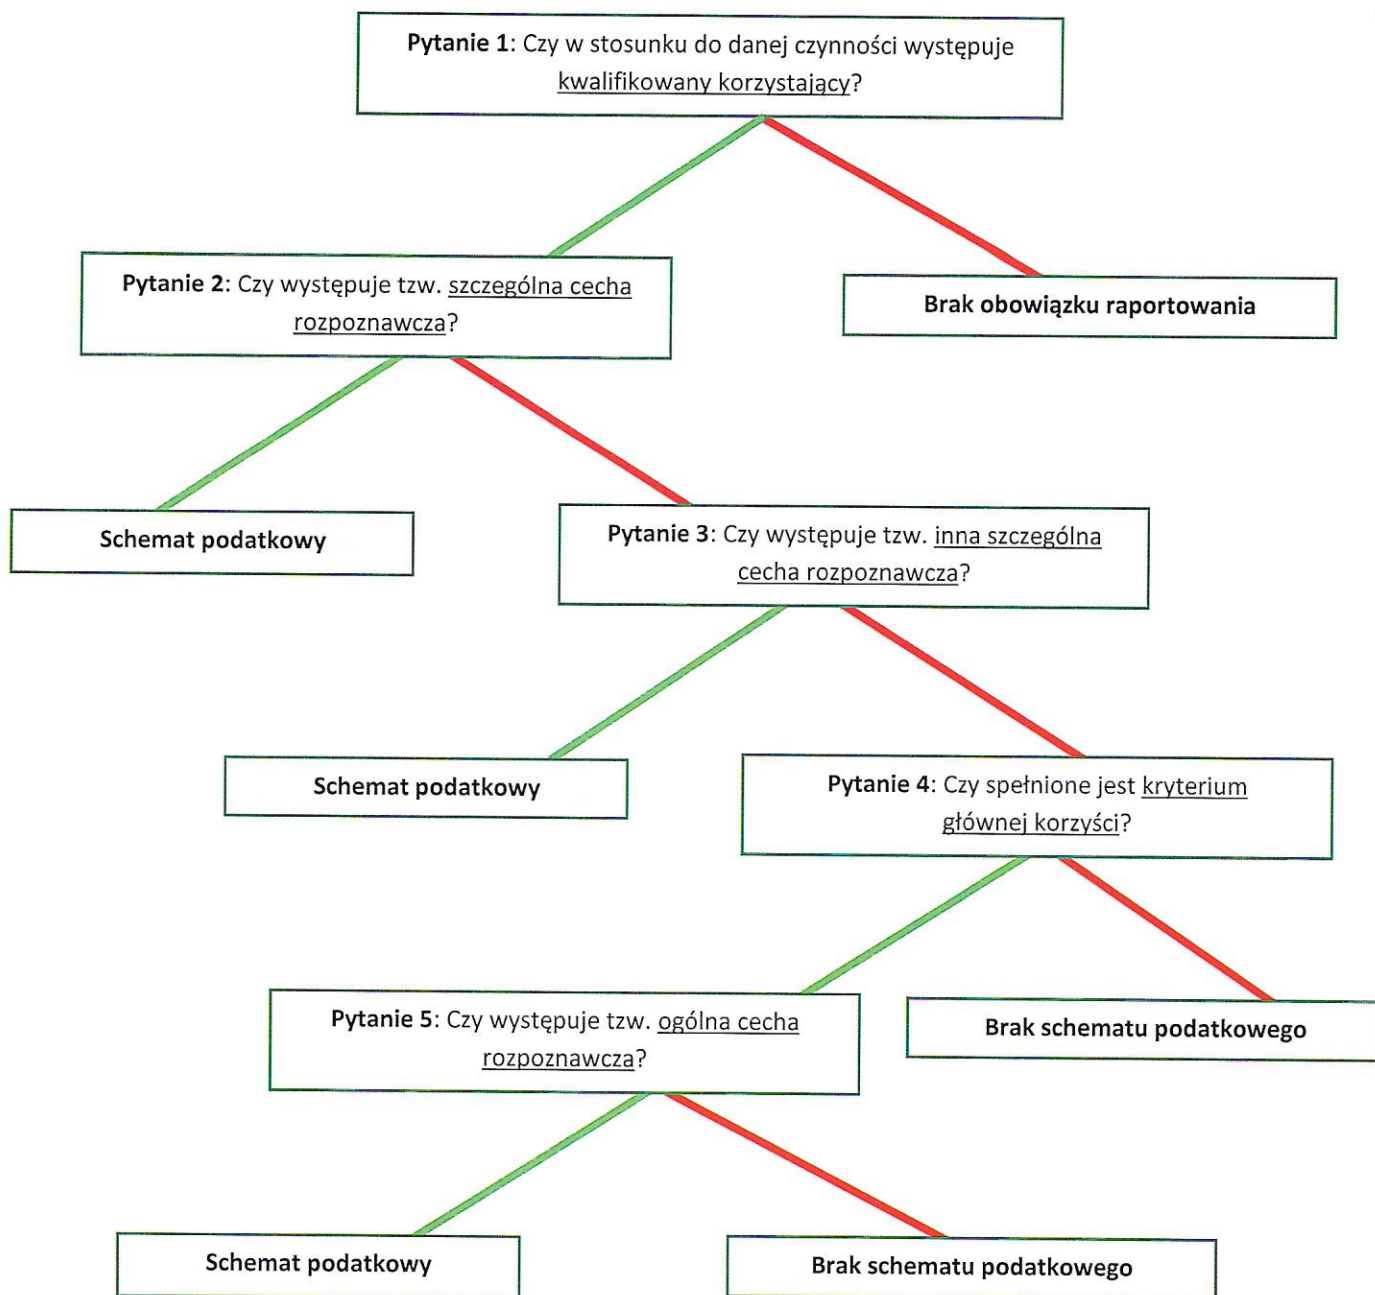 Pytanie 1: Czy w stosunku do danej czynności występuje
kwalifikowany korzystający?
Pytanie 2: Czy występuje tzw. szczególna cecha
rozpoznawcza?
Brak obowiązku raportowania
Schemat podatkowy
Pytanie 3: Czy występuje tzw. inna szczególna
cecha rozpoznawcza?
Schemat podatkowy
Pytanie 4: Czy spełnione jest kryterium
głównej korzyści?
Pytanie 5: Czy występuje tzw. ogólna cecha
rozpoznawcza?
Brak schematu podatkowego
Schemat podatkowy
Brak schematu podatkowego